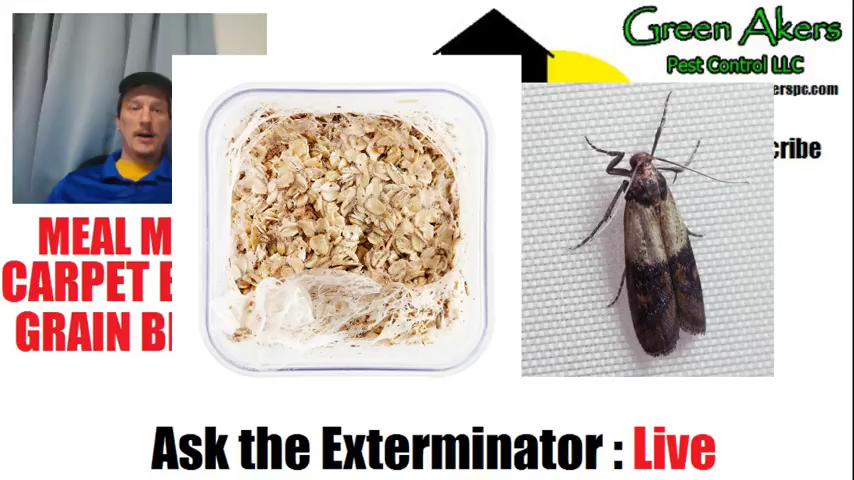 Green Akers
Pest Control LLC
erspc.com
cribe
MEAL M
CARPET
GRAIN
Ask the Exterminator : Live